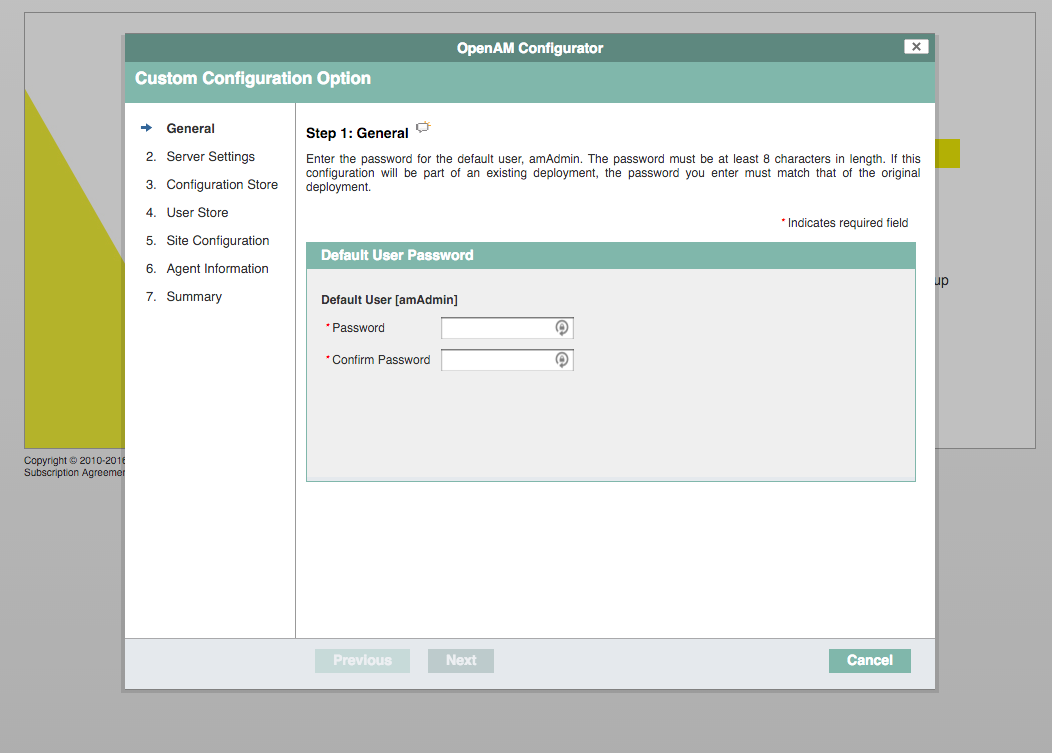 OpenAM Configurator
Custom Configuration Option
General
2. Server Settings
3. Configuration Store
4. User Store
5. Site Configuration
6. Agent Information
7. Summary
Step 1: General
Enter the password for the default user, amAdmin. The password must be at least 8 characters in length. If this
configuration will be part of an existing deployment, the password you enter must match that of the original
deployment.
* Indicates required field
Default User Password
Default User [amAdmin]
* Password
* Confirm Password
up
Copyright © 2010-2016
Subscription Agreemen
Previous
Next
Cancel